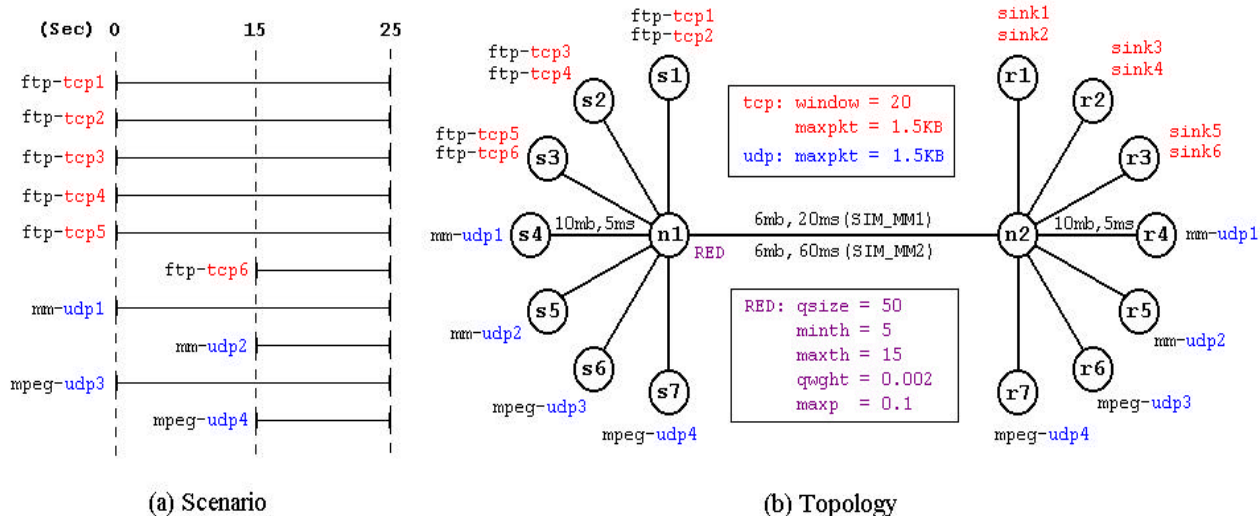 (Sec) 0 15 25
ftp-tcp1
ftp-tcp2
ftp-tcp3
ftp-tcp4
ftp-tcp5
ftp-tcp6
mm-udp1
mm-udp2
mpeg-udp3
mpeg-udp4
(a) Scenario
ftp-tcp1
ftp-tcp2
s1
ftp-tcp3
ftp-tcp4
s2
ftp-tcp5
ftp-tcp6
s3
mm-udp1
s4
10mb,5ms
n1
RED
mm-udp2
s5
mpeg-udp3
s6
s7
mpeg-udp4
tcp: window = 20
maxpkt = 1.5KB
udp: maxpkt = 1.5KB
6mb,20ms(SIM_MM1)
6mb,60ms(SIM_MM2)
RED: qsize = 50
minth = 5
maxth = 15
qwght = 0.002
maxp = 0.1
sink1
sink2
r1
sink3
sink4
r2
sink5
sink6
r3
n2
10mb,5ms
r4
mm-udp1
r5
mm-udp2
r6
mpeg-udp3
r7
mpeg-udp4
(b) Topology